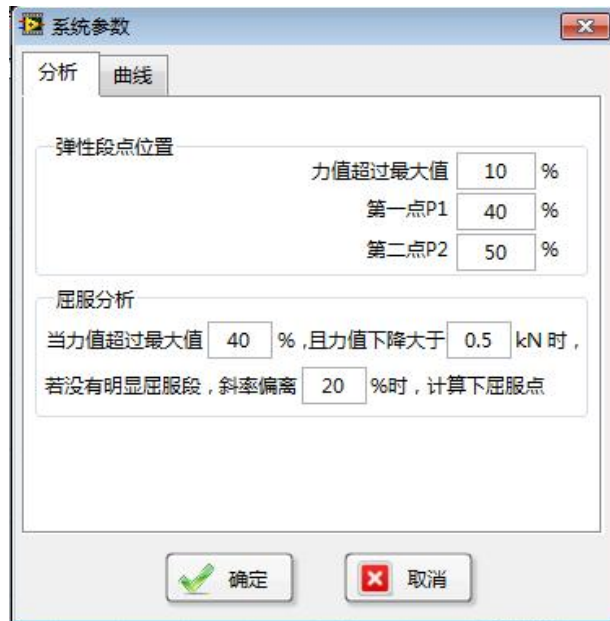 系统参数
分析 曲线
弹性段点位置
力值超过最大值 10 %
第一点P1 40 %
第二点P2 50 %
屈服分析
当力值超过最大值 40 %,且力值下降大于 0.5 kN 时，
若没有明显屈服段，斜率偏离 20 %时，计算下屈服点
确定 取消